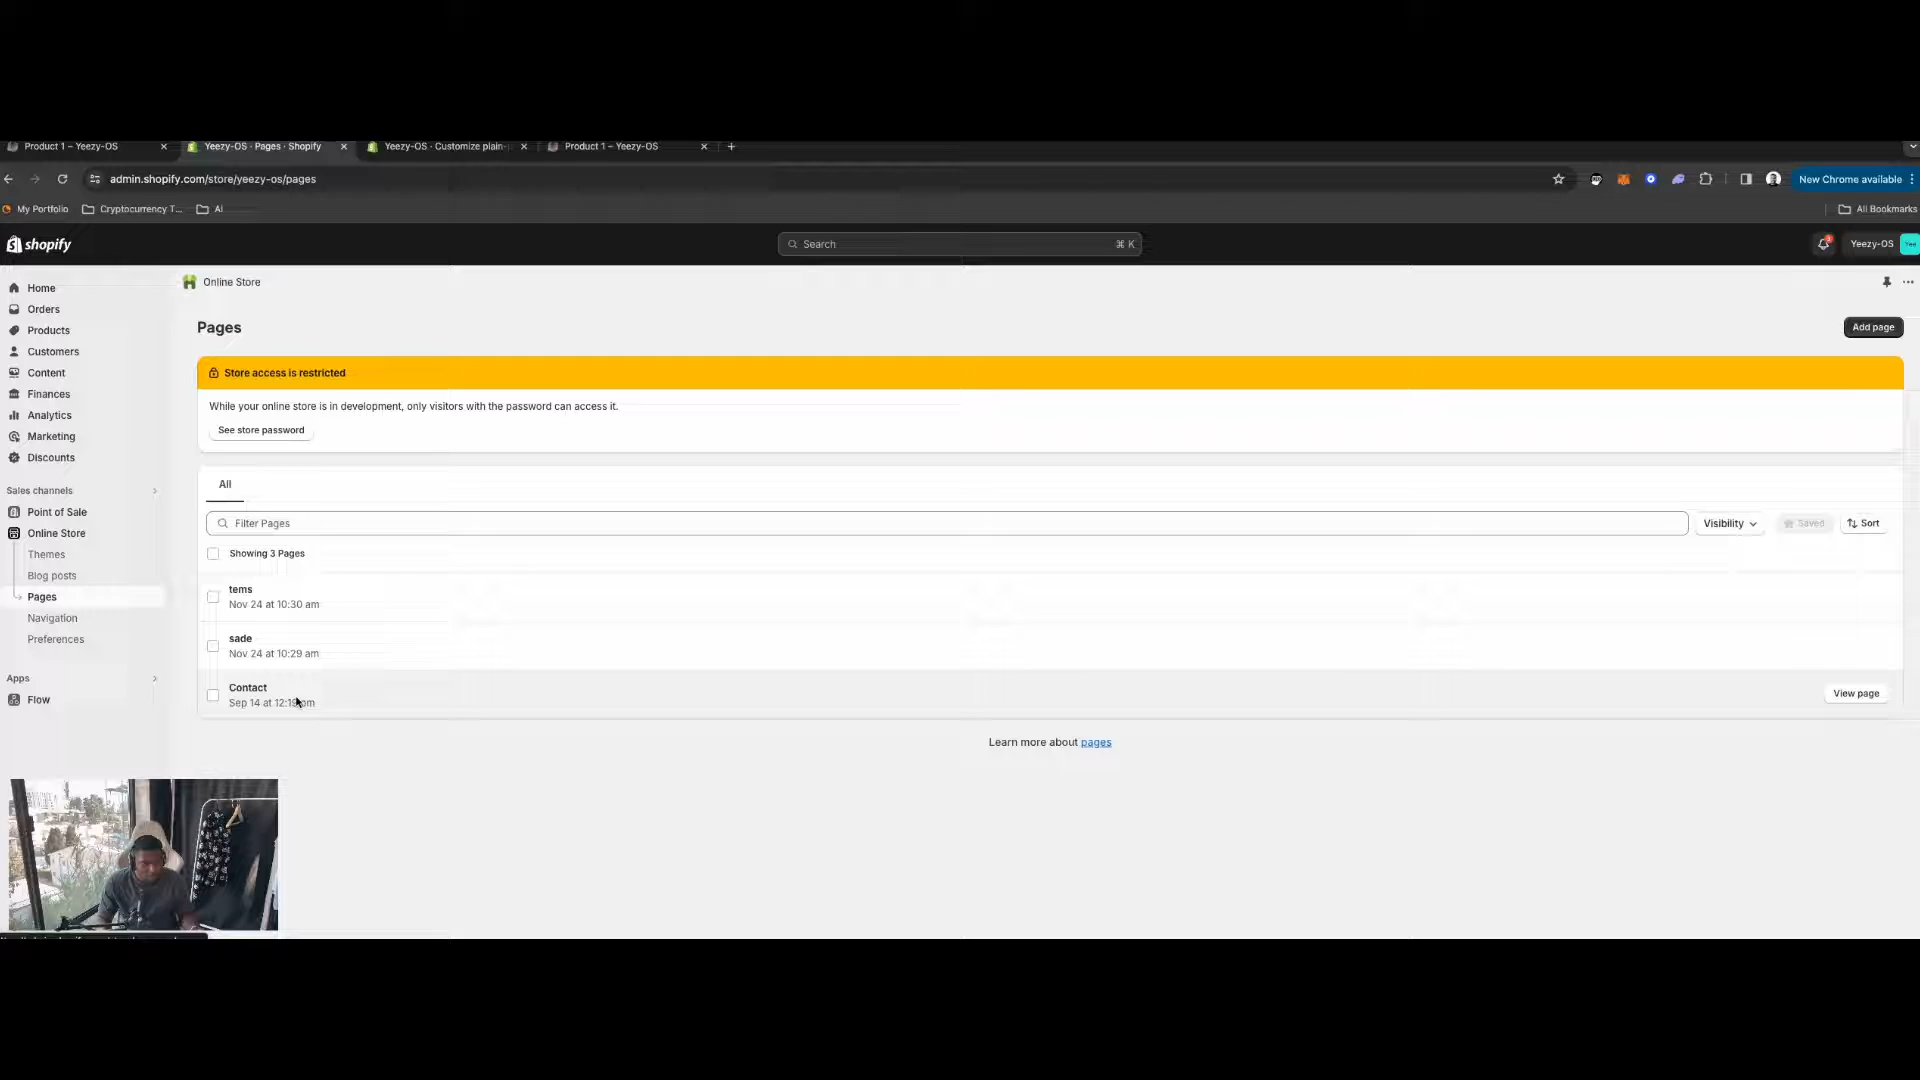 Product 1 – Yeezy-OS
Yeezy-OS · Pages · Shopify
Yeezy-OS · Customize plain-
Product 1 – Yeezy-OS
admin.shopify.com/store/yeezy-os/pages
New Chrome available
My Portfolio
Cryptocurrency T...
AI
All Bookmarks
shopify
Search
⌘ K
Yeezy-OS
Yee
Home
Orders
Products
Customers
Content
Finances
Analytics
Marketing
Discounts
Sales channels
Point of Sale
Online Store
Themes
Blog posts
Pages
Navigation
Preferences
Apps
Flow
Online Store
Pages
Add page
Store access is restricted
While your online store is in development, only visitors with the password can access it.
See store password
All
Filter Pages
Visibility
Saved
Sort
Showing 3 Pages
tems
Nov 24 at 10:30 am
sade
Nov 24 at 10:29 am
Contact
Sep 14 at pm
View page
Learn more about pages